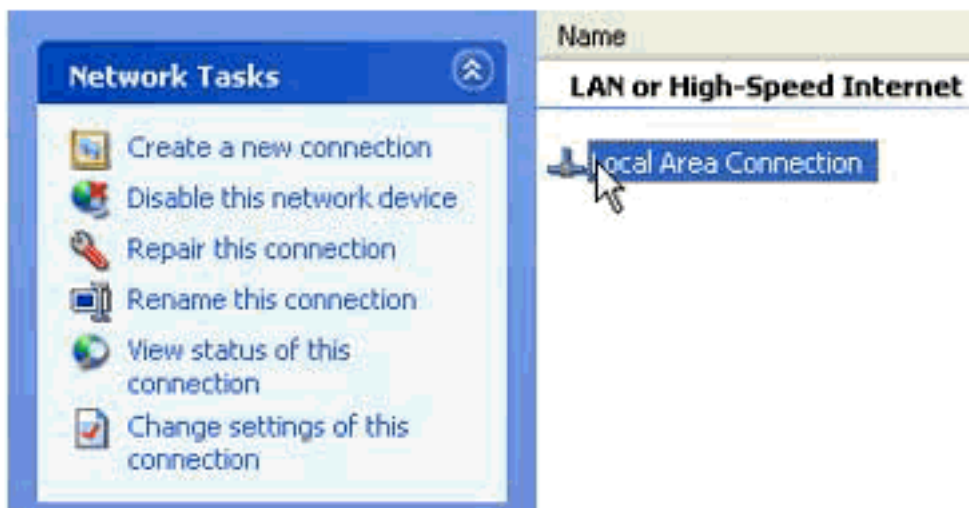 Network Tasks
Create a new connection
Disable this network device
Repair this connection
Rename this connection
View status of this
connection
Change settings of this
connection
Name
LAN or High-Speed Internet
Local Area Connection